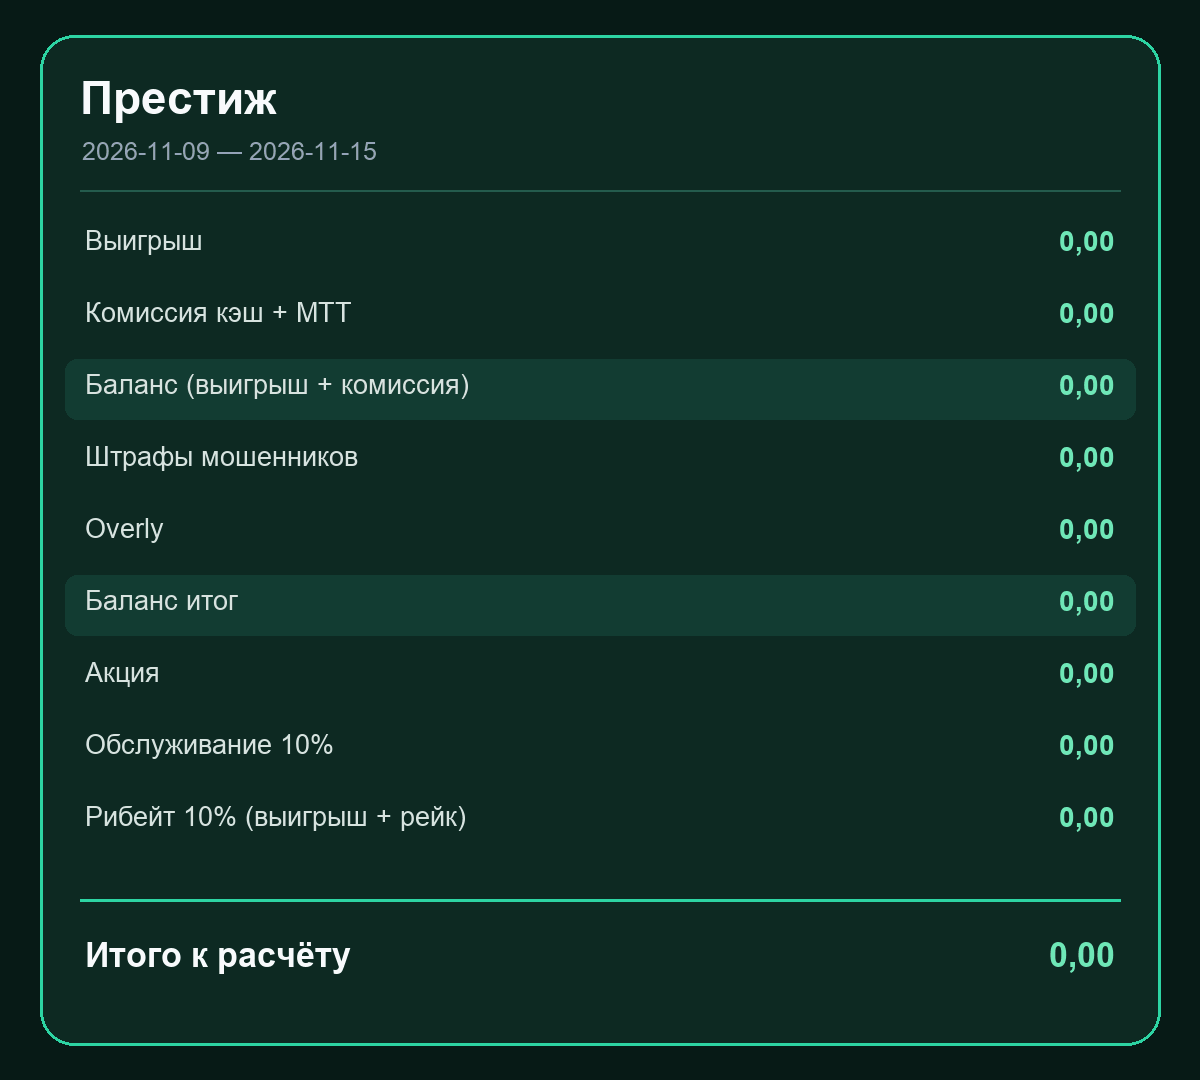 Престиж
2026-11-09 — 2026-11-15
Выигрыш 0,00
Комиссия кэш + МТТ 0,00
Баланс (выигрыш + комиссия) 0,00
Штрафы мошенников 0,00
Overly 0,00
Баланс итог 0,00
Акция 0,00
Обслуживание 10% 0,00
Рибейт 10% (выигрыш + рейк) 0,00
Итого к расчёту 0,00